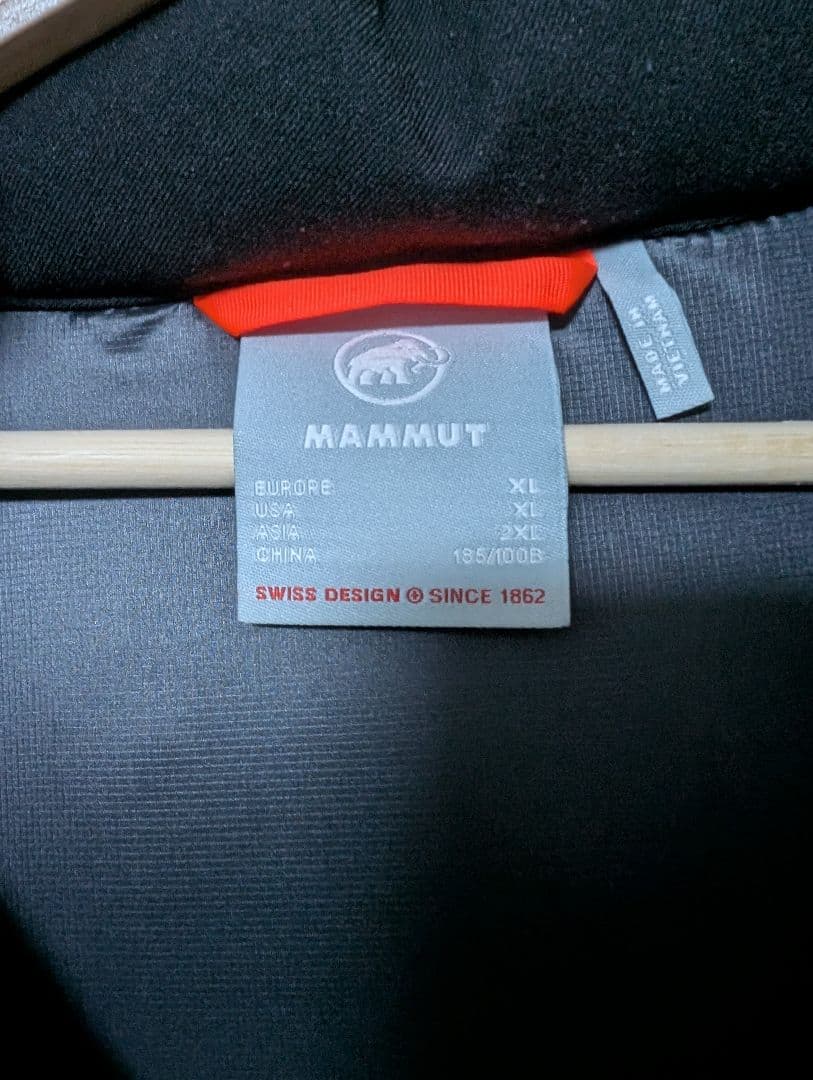 MAMMUT
EUROPE XL
USA XL
ASIA 2XL
CHINA 185/100B
SWISS DESIGN SINCE 1862
MADE IN
VIETNAM